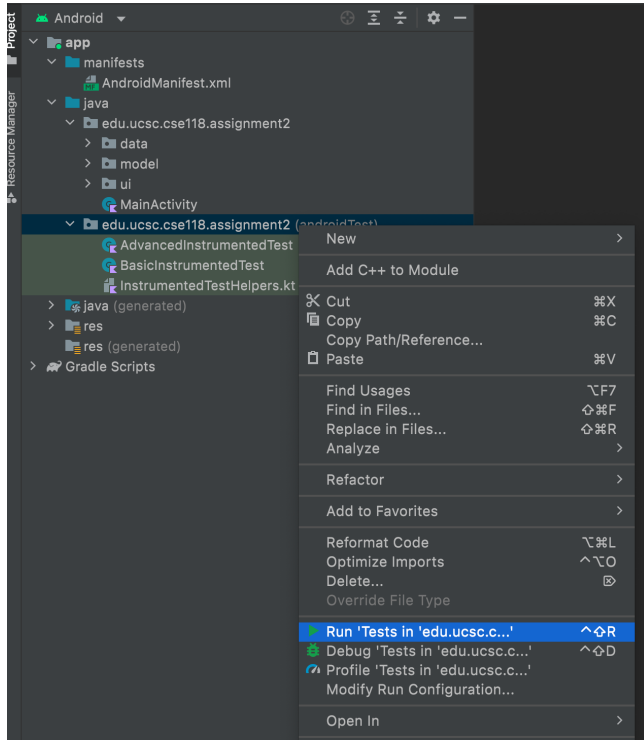 Project
Resource Manager
Android
app
manifests
AndroidManifest.xml
java
edu.ucsc.cse118.assignment2
data
model
ui
MainActivity
edu.ucsc.cse118.assignment2 (androidTest)
AdvancedInstrumentedTest
BasicInstrumentedTest
InstrumentedTestHelpers.kt
java (generated)
res
res (generated)
Gradle Scripts
New
Add C++ to Module
Cut ⌘X
Copy ⌘C
Copy Path/Reference...
Paste ⌘V
Find Usages ⌥F7
Find in Files... ⇧⌘F
Replace in Files... ⇧⌘R
Analyze
Refactor
Add to Favorites
Reformat Code ⌥⌘L
Optimize Imports ^⌥O
Delete... ⌦
Override File Type
Run 'Tests in 'edu.ucsc.c...' ^⇧R
Debug 'Tests in 'edu.ucsc.c...' ^⇧D
Profile 'Tests in 'edu.ucsc.c...'
Modify Run Configuration...
Open In